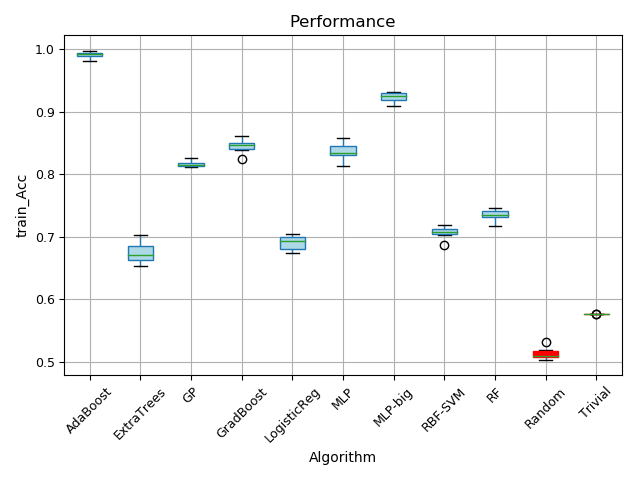 Performance
train_Acc
1.0
0.9
0.8
0.7
0.6
0.5
AdaBoost
ExtraTrees
GP
GradBoost
LogisticReg
MLP
MLP-big
RBF-SVM
RF
Random
Trivial
Algorithm